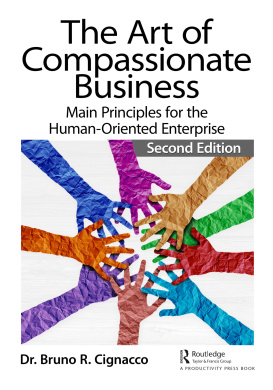 The Art of
Compassionate
Business
Main Principles for the
Human-Oriented Enterprise
Second Edition
Dr. Bruno R. Cignacco
Routledge
Taylor & Francis Group
A PRODUCTIVITY PRESS BOOK